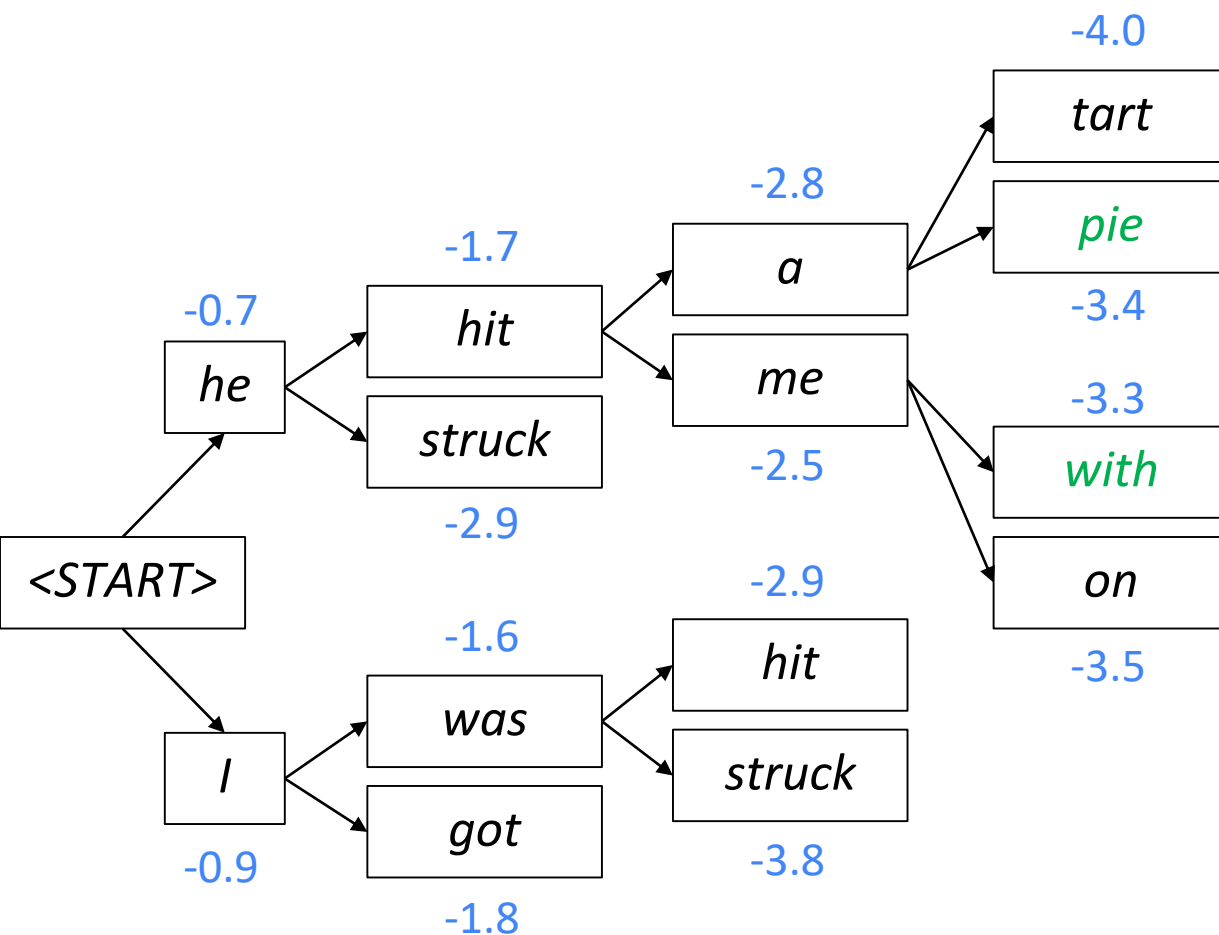 -4.0
tart
-2.8
pie
-1.7
a
-3.4
-0.7
hit
me
-3.3
he
struck
-2.5
with
-2.9
<START>
-2.9
on
-1.6
hit
-3.5
was
I
struck
got
-0.9
-3.8
-1.8